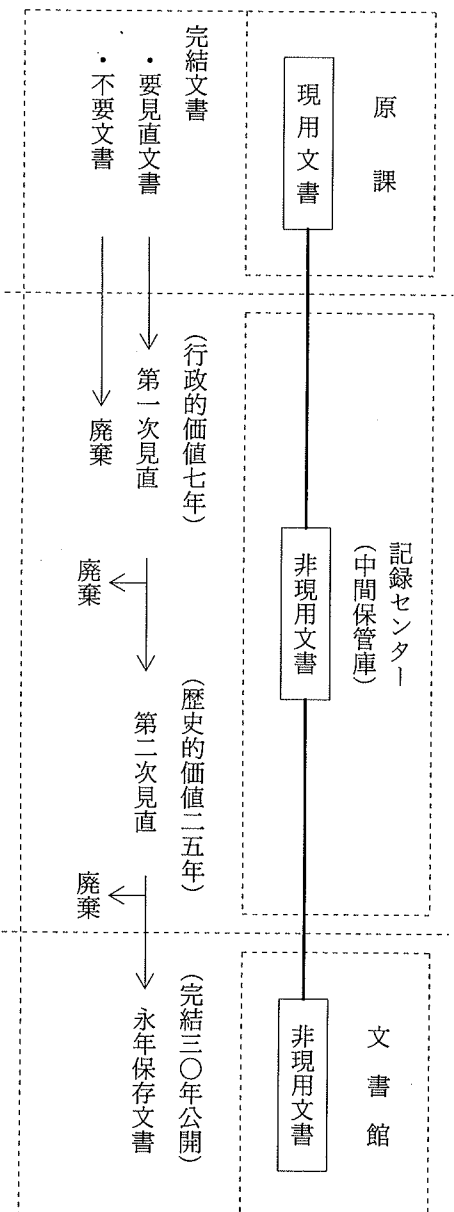 原課
現用文書
完結文書
・要見直文書
・不要文書
記録センター
（中間保管庫）
非現用文書
（行政的価値七年）
第一次見直
廃棄
廃棄
（歴史的価値二五年）
第二次見直
廃棄
文書館
非現用文書
（完結三〇年公開）
永年保存文書